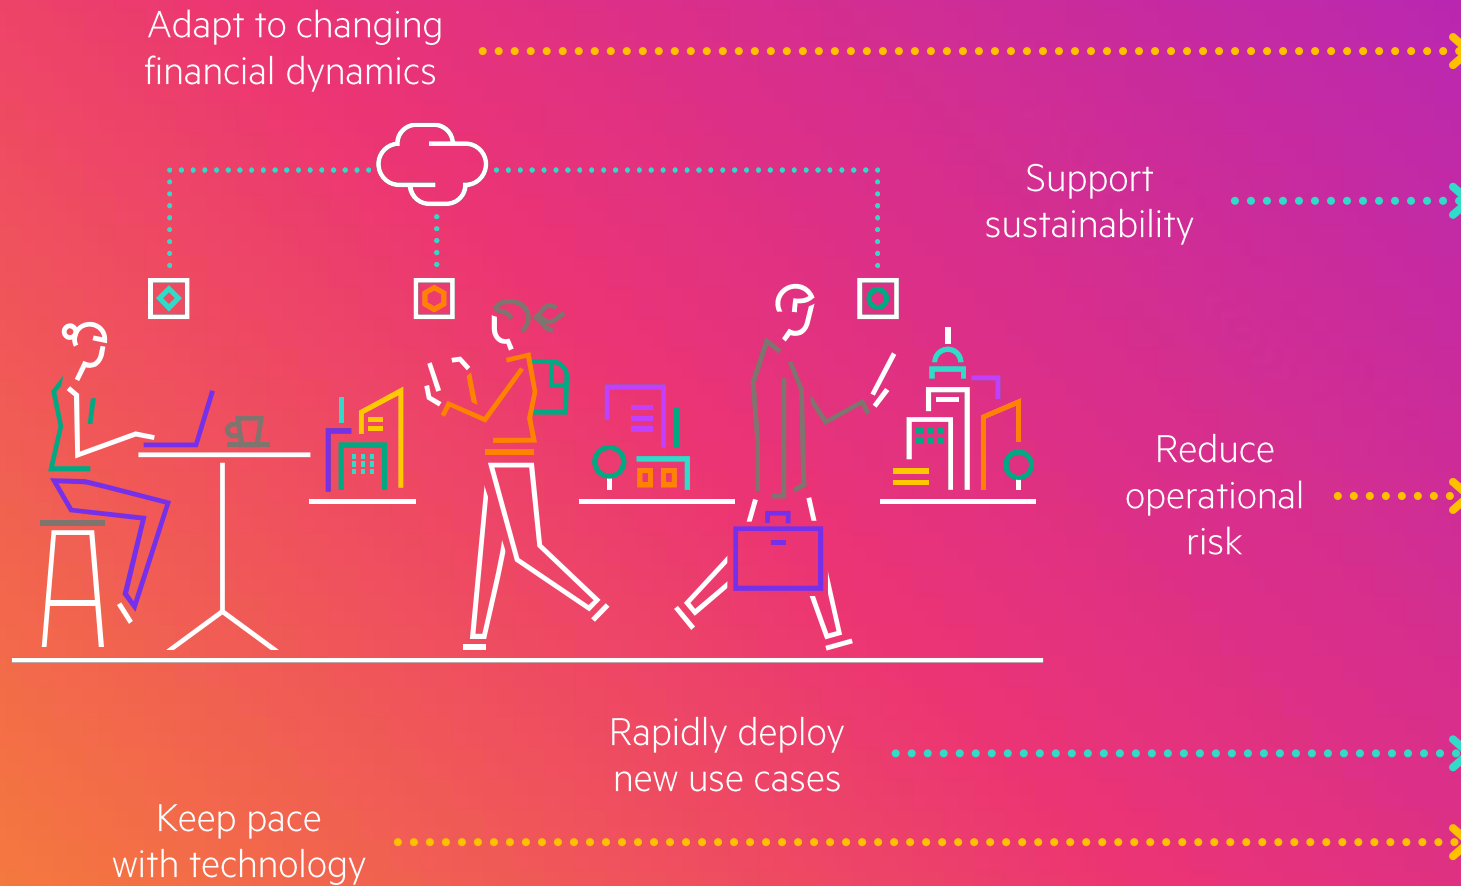 Adapt to changing
financial dynamics
Support
sustainability
Reduce
operational
risk
Rapidly deploy
new use cases
Keep pace
with technology